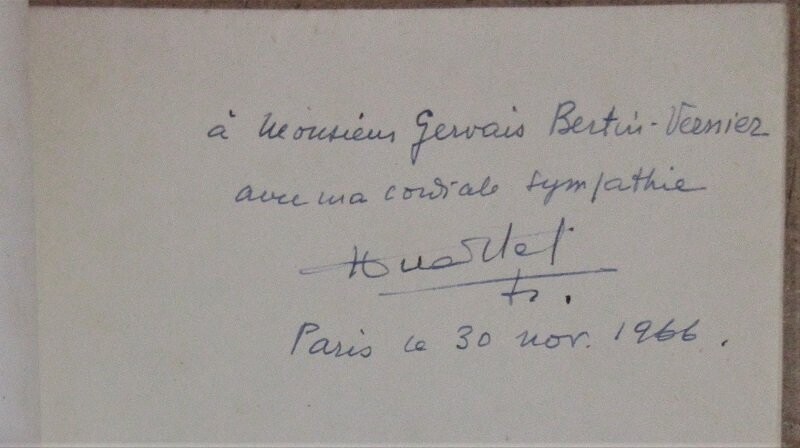 à Monsieur Gervais Bertin-Vernier
avec ma cordiale sympathie
Paris le 30 nov. 1966.